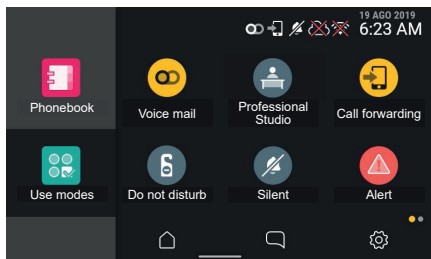 19 AGO 2019
6:23 AM
Phonebook
Voice mail
Professional
Studio
Call forwarding
Use modes
Do not disturb
Silent
Alert